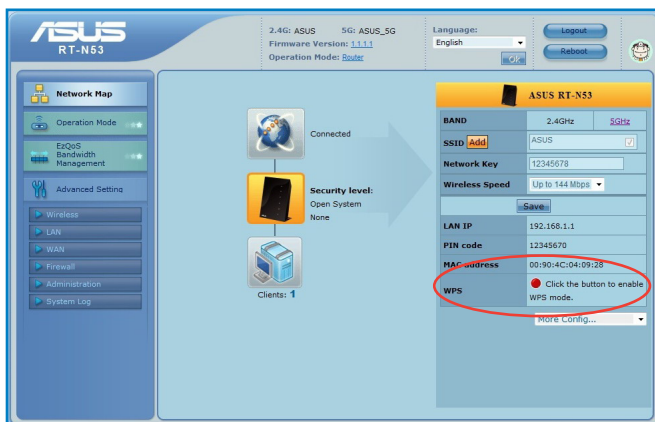 ASUS
RT-N53
2.4G: ASUS 5G: ASUS_5G
Firmware Version: 1.1.1.1
Operation Mode: Router
Language:
English
OK
Logout
Reboot
Network Map
Operation Mode
EzQoS
Bandwidth
Management
Advanced Setting
Wireless
LAN
WAN
Firewall
Administration
System Log
Connected
Security level:
Open System
None
Clients: 1
ASUS RT-N53
BAND 2.4GHz 5GHz
SSID Add ASUS
Network Key 12345678
Wireless Speed Up to 144 Mbps
Save
LAN IP 192.168.1.1
PIN code 12345670
MAC address 00:90:4C:04:09:28
WPS Click the button to enable
WPS mode.
More Config...